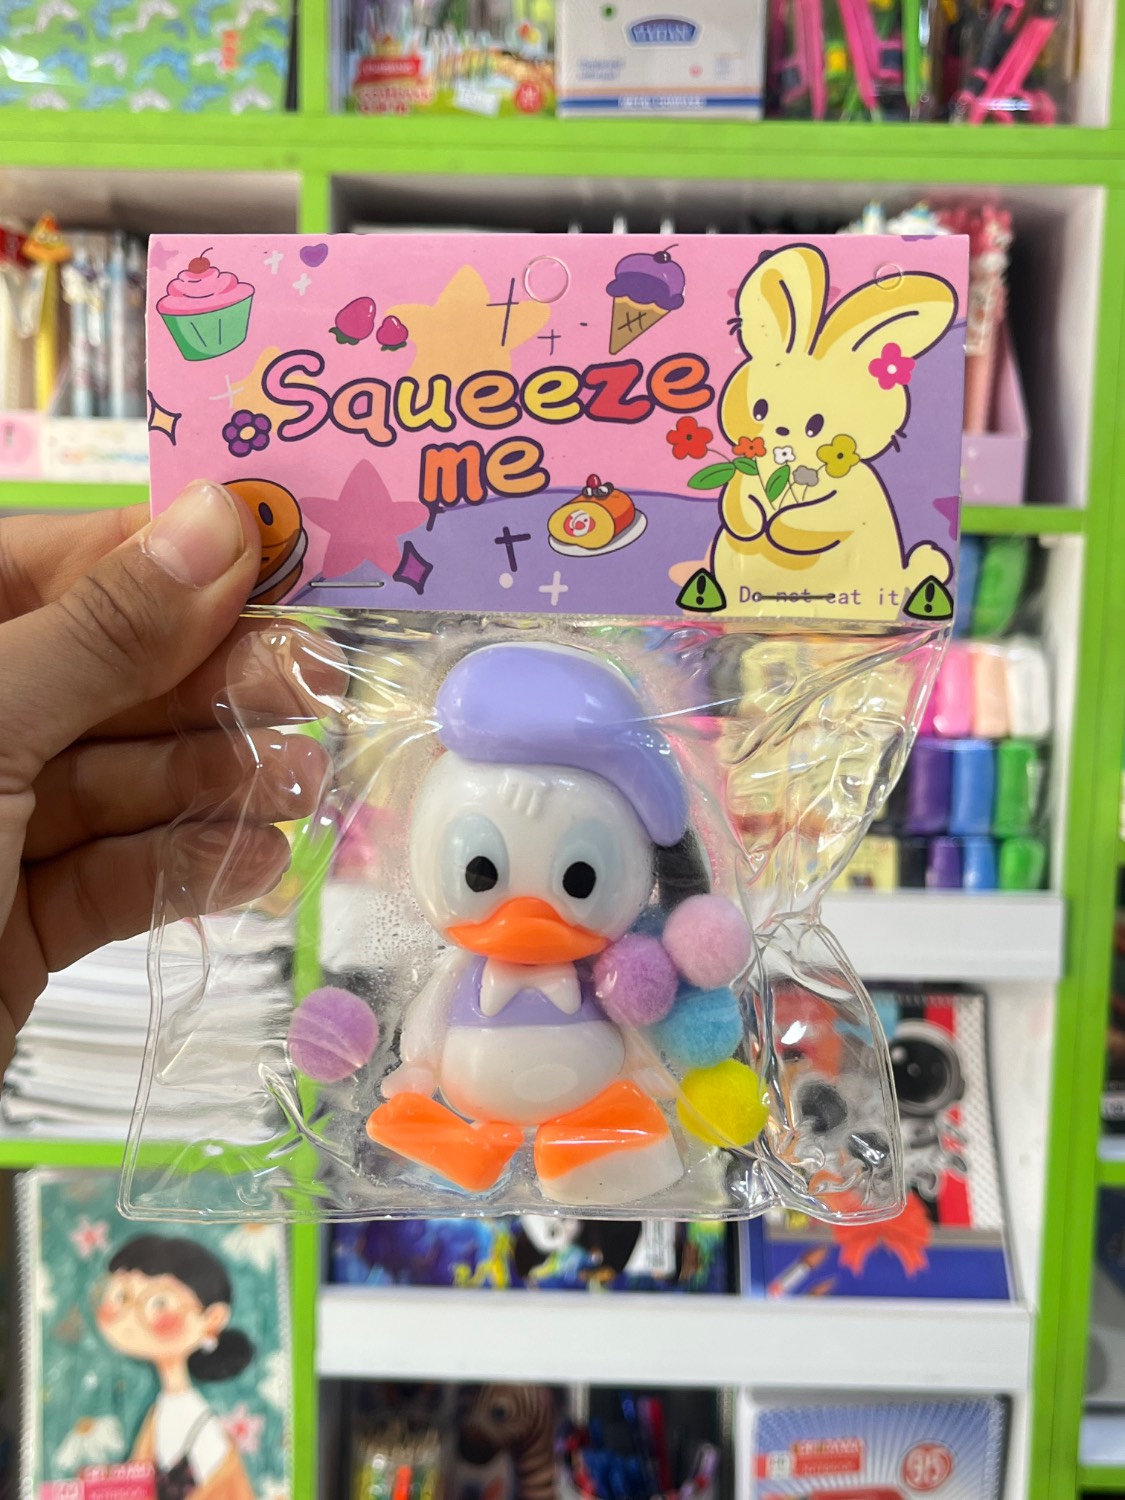 Squeeze
me
Do not eat it